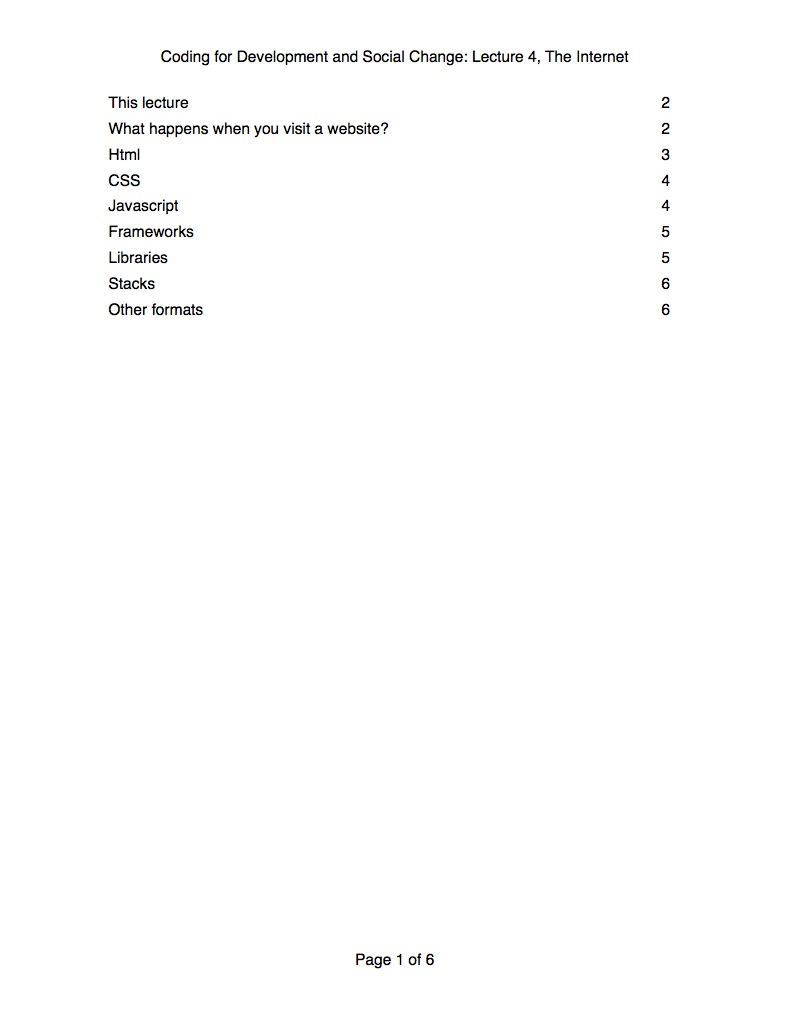 Coding for Development and Social Change: Lecture 4, The Internet
This lecture 2
What happens when you visit a website? 2
Html 3
CSS 4
Javascript 4
Frameworks 5
Libraries 5
Stacks 6
Other formats 6
Page 1 of 6